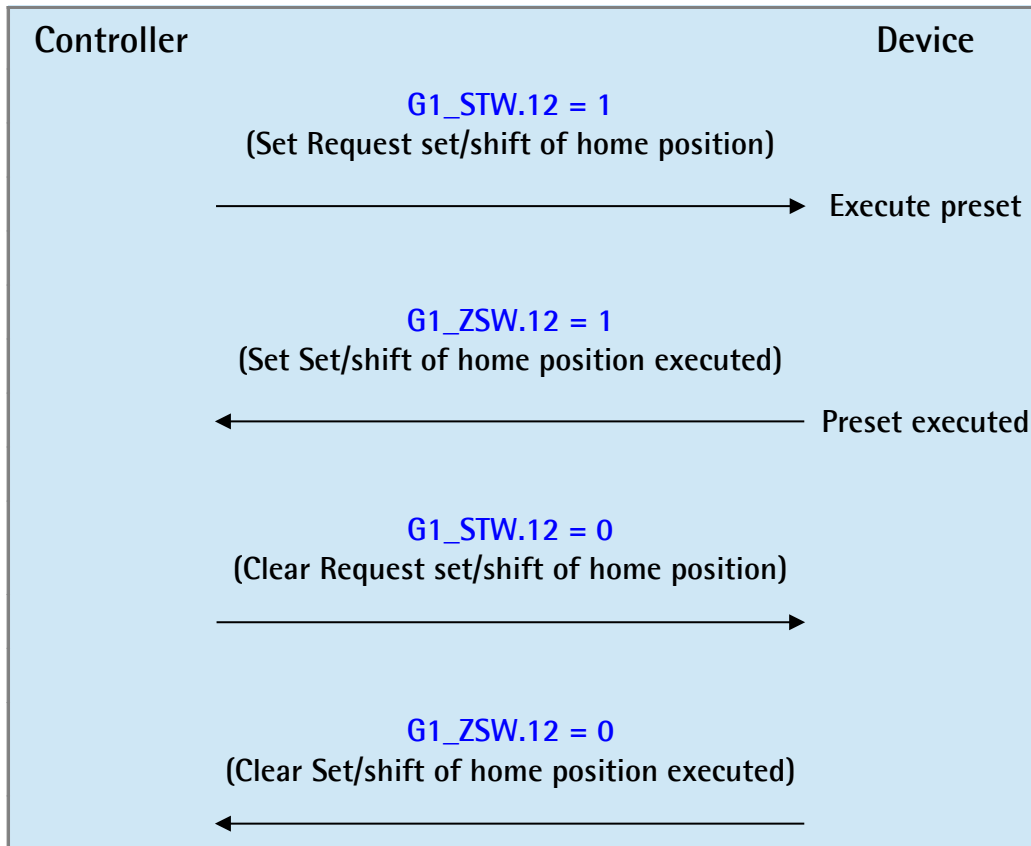 Controller
Device
G1_STW.12 = 1
(Set Request set/shift of home position)
Execute preset
G1_ZSW.12 = 1
(Set Set/shift of home position executed)
Preset executed
G1_STW.12 = 0
(Clear Request set/shift of home position)
G1_ZSW.12 = 0
(Clear Set/shift of home position executed)